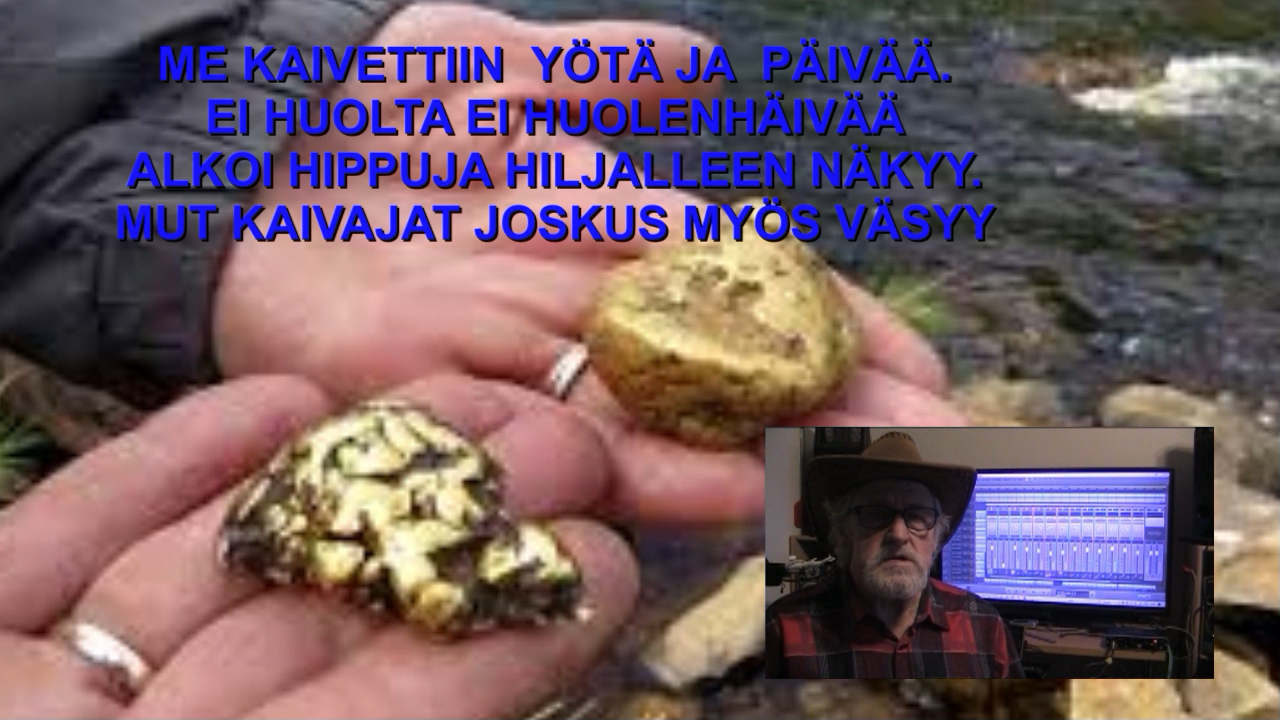 ME KAIVETTIIN YÖTÄ JA PÄIVÄÄ.
EI HUOLTA EI HUOLENHÄIVÄÄ
ALKOI HIPPUJA HILJALLEEN NÄKYY.
MUT KAIVAJAT JOSKUS MYÖS VÄSYY